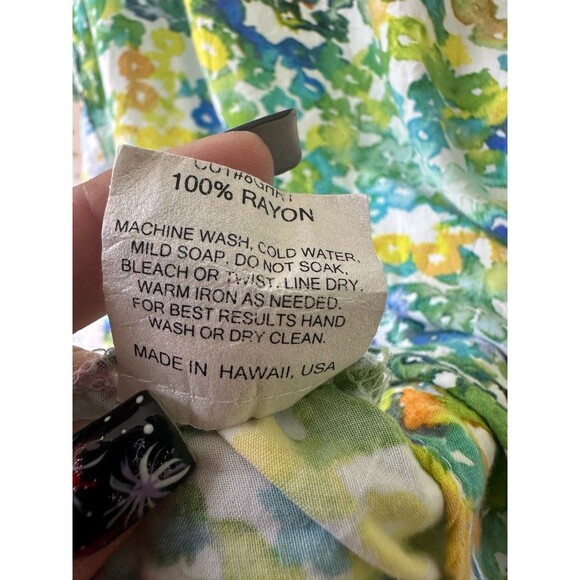 100% RAYON
MACHINE WASH, COLD WATER.
MILD SOAP. DO NOT SOAK,
BLEACH OR TWIST. LINE DRY.
WARM IRON AS NEEDED.
FOR BEST RESULTS HAND
WASH OR DRY CLEAN.
MADE IN HAWAII, USA